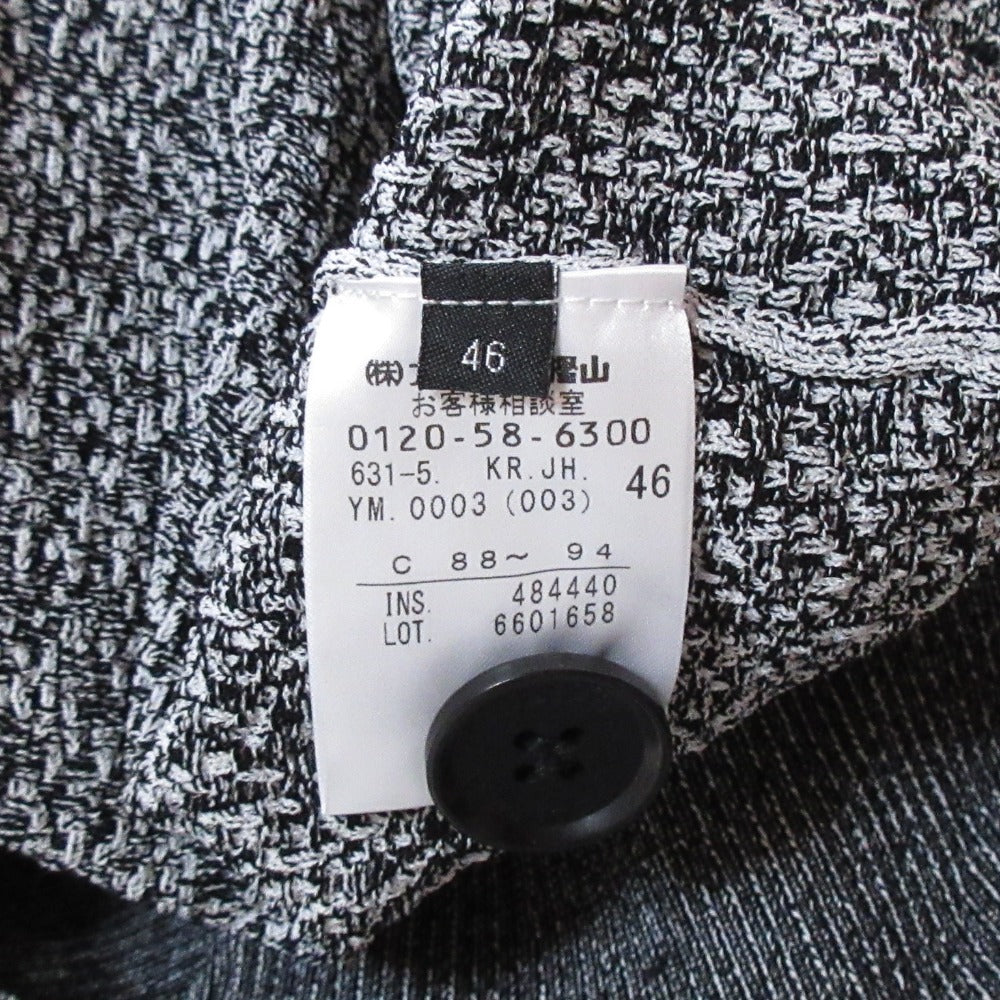 46
(株)
山
お客様相談室
0120-58-6300
631-5. KR.JH. 46
YM. 0003 (003)
C 88～ 94
INS. 484440
LOT. 6601658